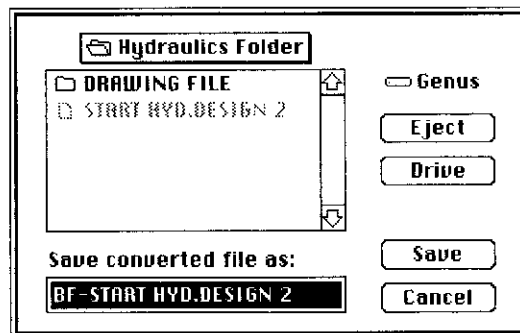 Hydraulics Folder
DRAWING FILE
START HYD.DESIGN 2
Genus
Eject
Drive
Save converted file as:
BF-START HYD.DESIGN 2
Save
Cancel